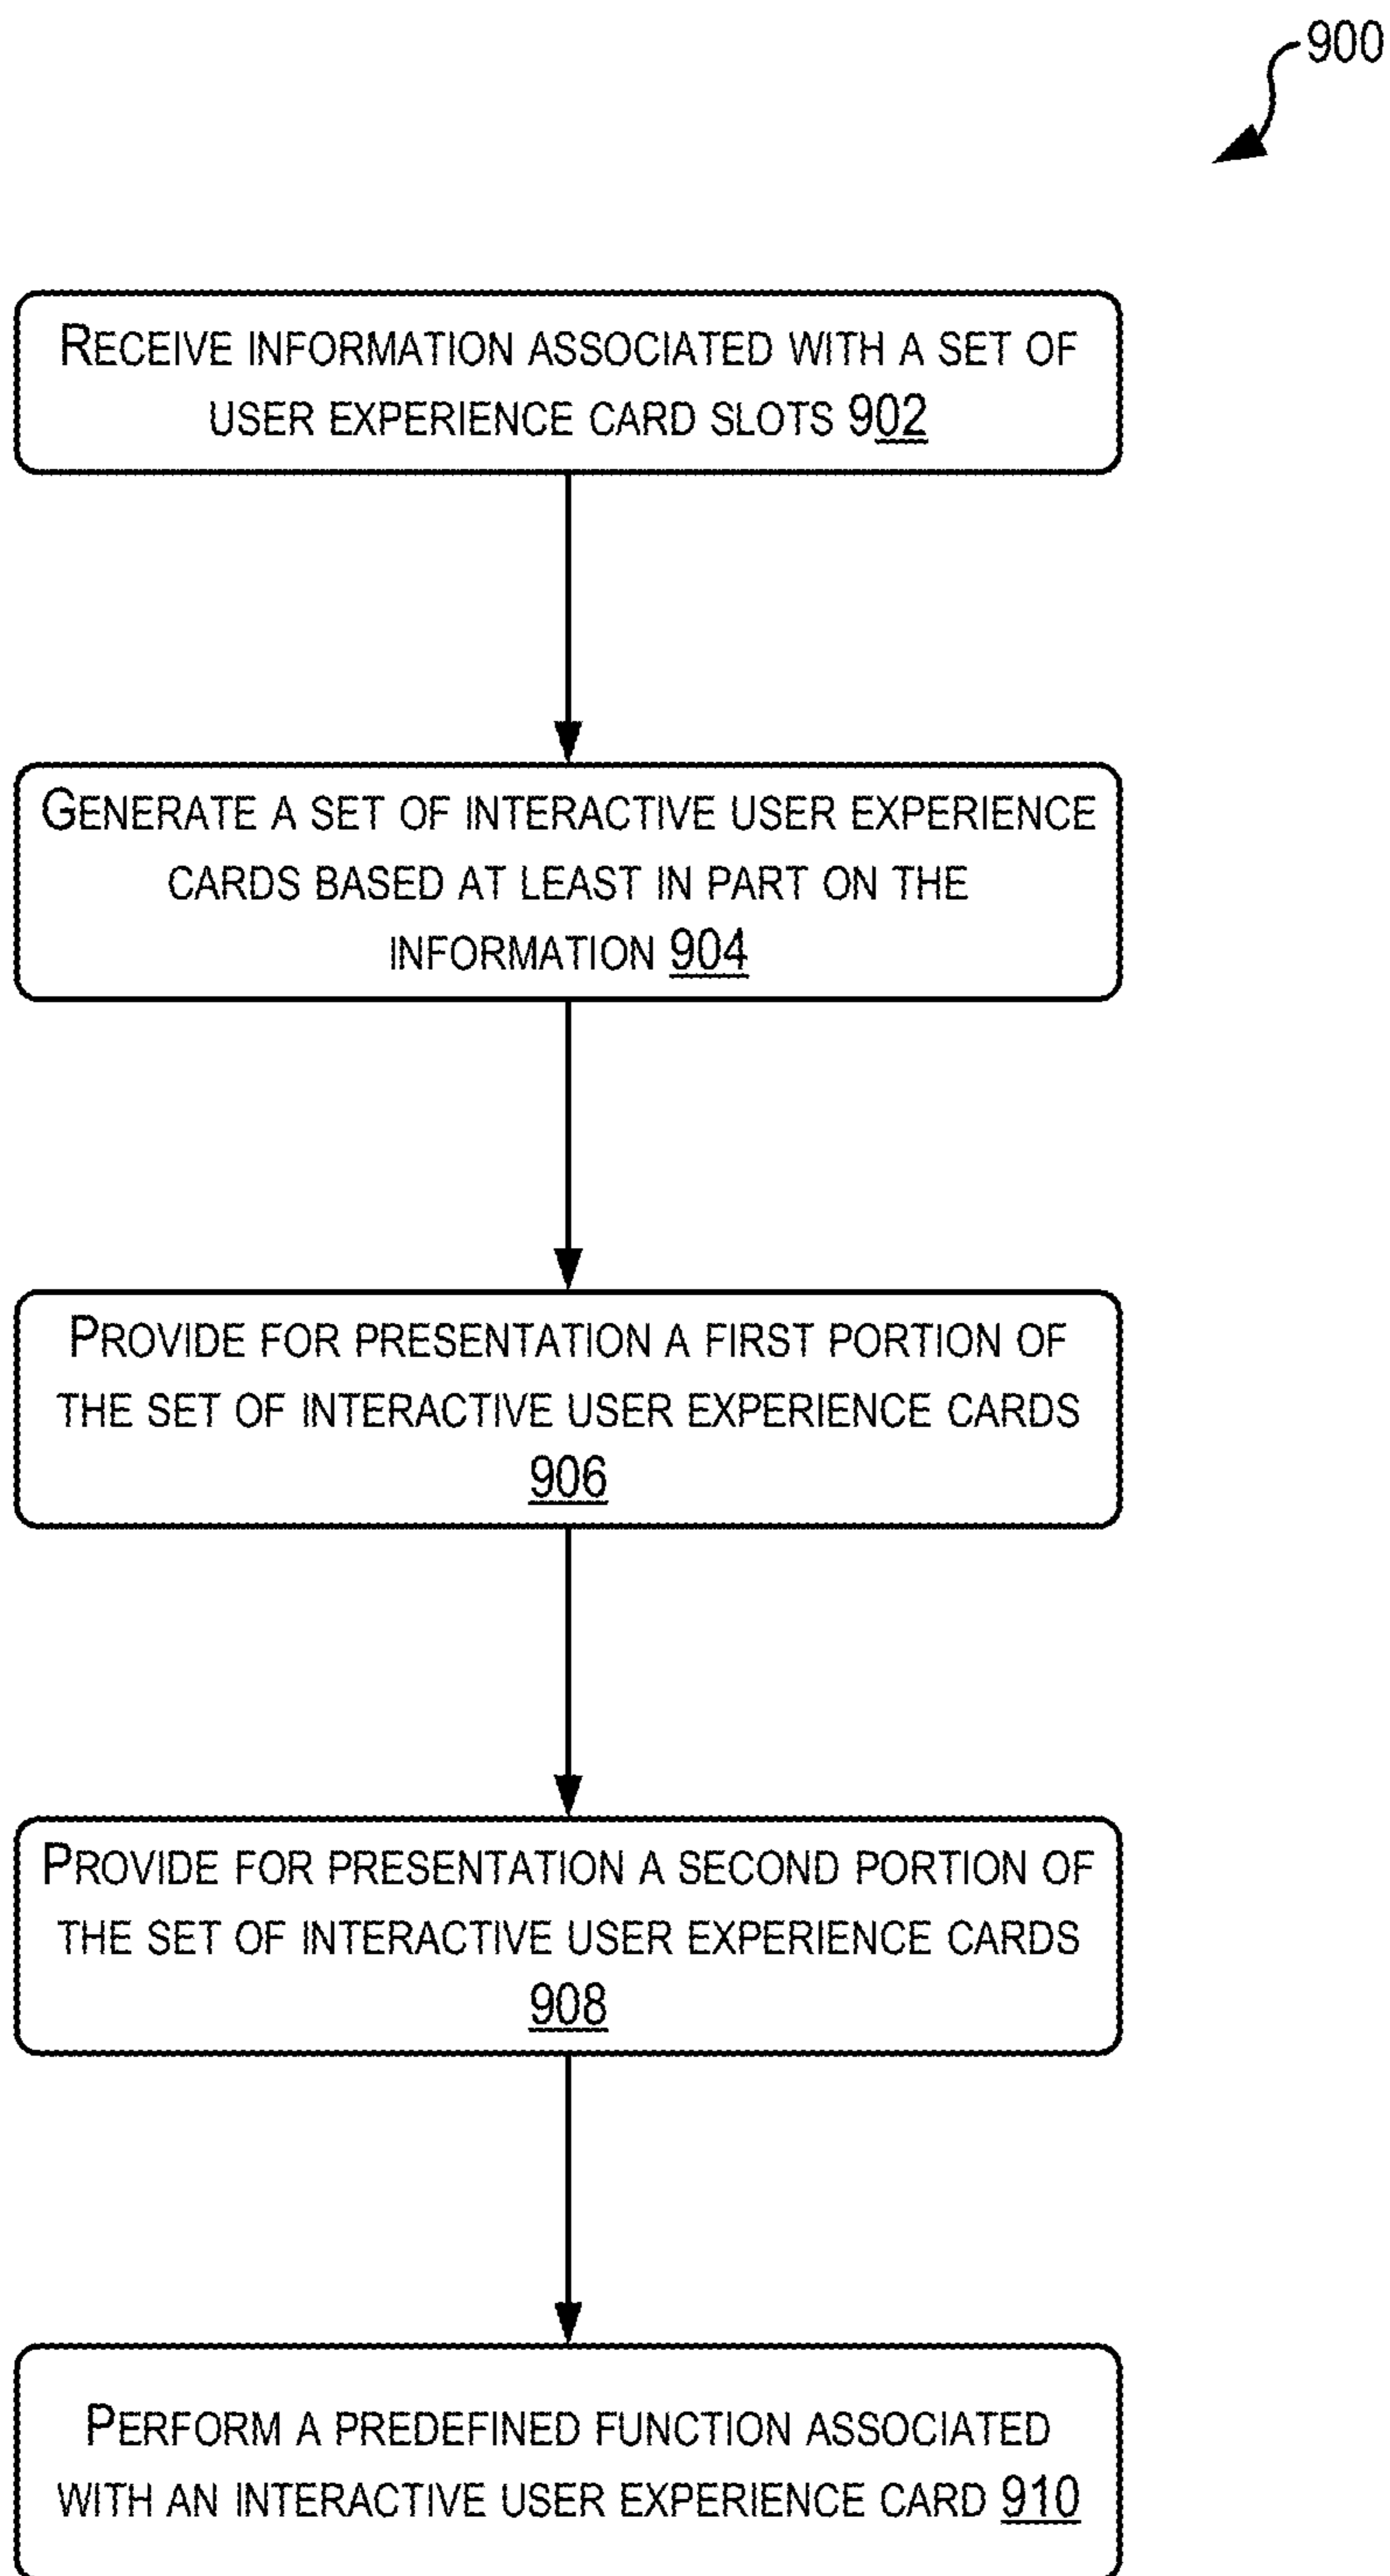 900
RECEIVE INFORMATION ASSOCIATED WITH A SET OF
USER EXPERIENCE CARD SLOTS 902
GENERATE A SET OF INTERACTIVE USER EXPERIENCE
CARDS BASED AT LEAST IN PART ON THE
INFORMATION 904
PROVIDE FOR PRESENTATION A FIRST PORTION OF
THE SET OF INTERACTIVE USER EXPERIENCE CARDS
906
PROVIDE FOR PRESENTATION A SECOND PORTION OF
THE SET OF INTERACTIVE USER EXPERIENCE CARDS
908
PERFORM A PREDEFINED FUNCTION ASSOCIATED
WITH AN INTERACTIVE USER EXPERIENCE CARD 910